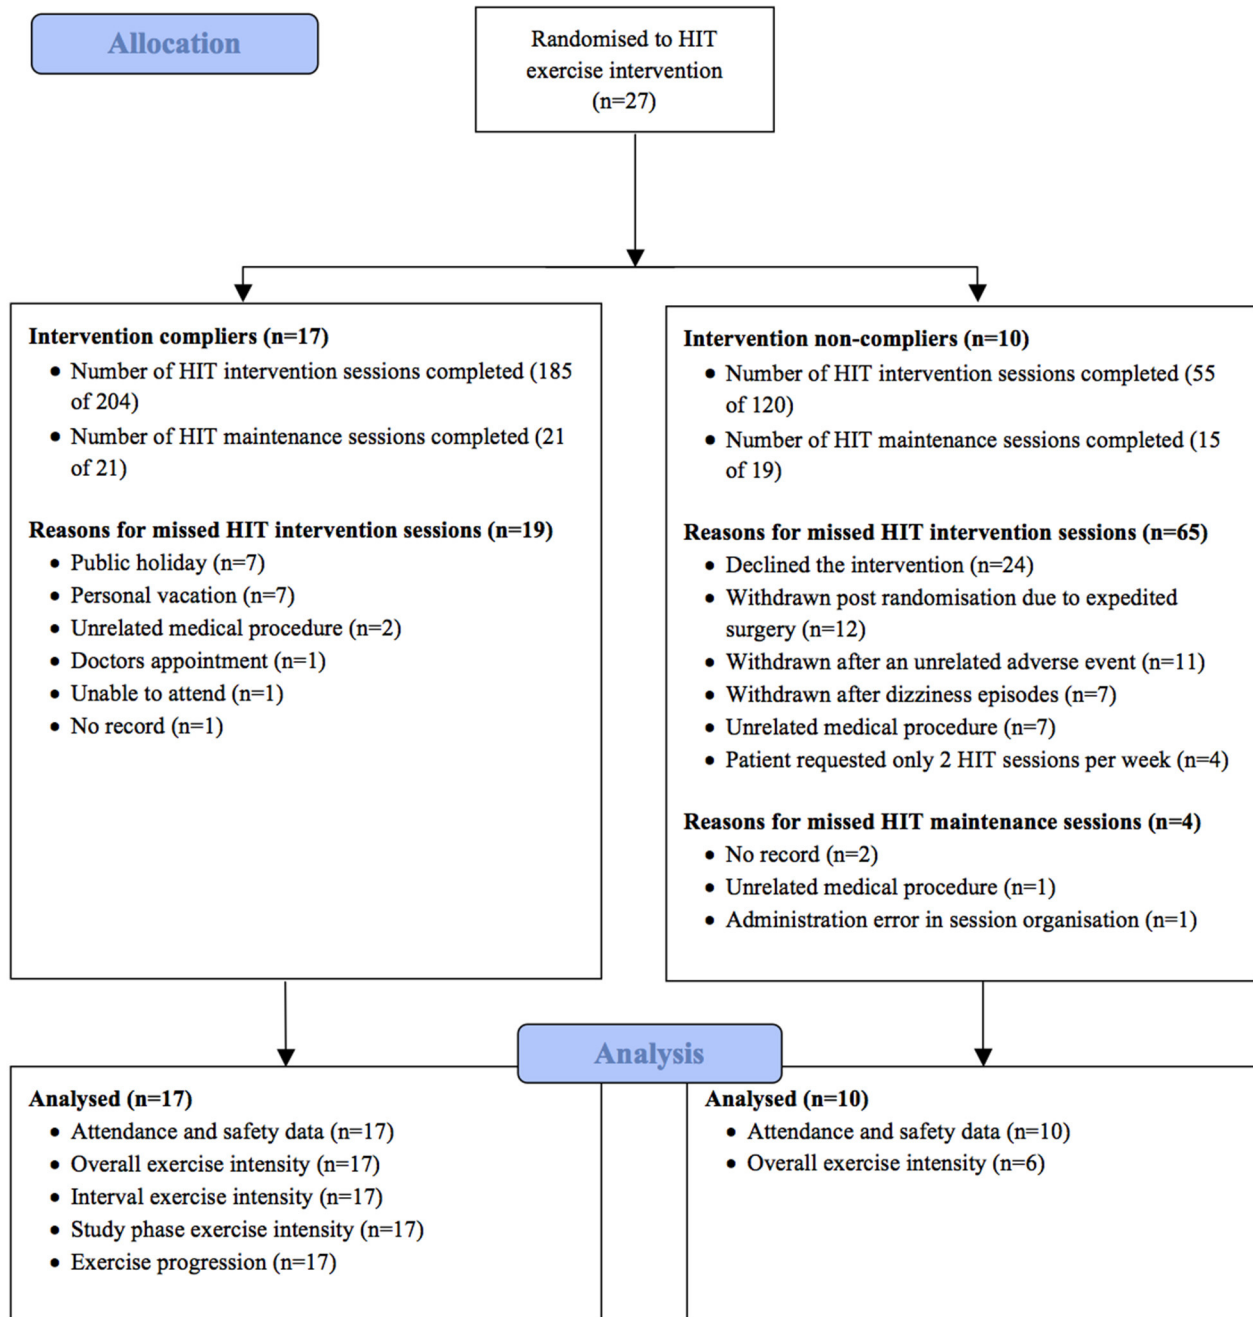 Allocation
Randomised to HIT
exercise intervention
(n=27)
Intervention compliers (n=17)
• Number of HIT intervention sessions completed (185
of 204)
• Number of HIT maintenance sessions completed (21
of 21)
Reasons for missed HIT intervention sessions (n=19)
• Public holiday (n=7)
• Personal vacation (n=7)
• Unrelated medical procedure (n=2)
• Doctors appointment (n=1)
• Unable to attend (n=1)
• No record (n=1)
Intervention non-compliers (n=10)
• Number of HIT intervention sessions completed (55
of 120)
• Number of HIT maintenance sessions completed (15
of 19)
Reasons for missed HIT intervention sessions (n=65)
• Declined the intervention (n=24)
• Withdrawn post randomisation due to expedited
surgery (n=12)
• Withdrawn after an unrelated adverse event (n=11)
• Withdrawn after dizziness episodes (n=7)
• Unrelated medical procedure (n=7)
• Patient requested only 2 HIT sessions per week (n=4)
Reasons for missed HIT maintenance sessions (n=4)
• No record (n=2)
• Unrelated medical procedure (n=1)
• Administration error in session organisation (n=1)
Analysis
Analysed (n=17)
• Attendance and safety data (n=17)
• Overall exercise intensity (n=17)
• Interval exercise intensity (n=17)
• Study phase exercise intensity (n=17)
• Exercise progression (n=17)
Analysed (n=10)
• Attendance and safety data (n=10)
• Overall exercise intensity (n=6)